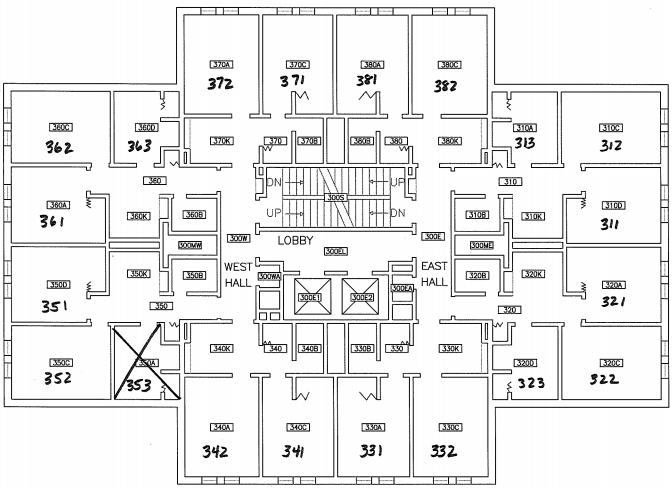 370A 370C 380A 380C
372 371 381 382
360C 360D 370K 370 370B 380B 380 380K 310A 310C
362 363 313 312
360 DN UP 310
360A 360K 360B 300S 310B 310K 310D
361 UP DN 311
300W LOBBY 300E
300MW 300EL 300ME
350D 350K 350B WEST HALL 300WA 300E1 300E2 300EA EAST HALL 320B 320K 320A
351 321
350 320
350C 350A 340K 340 340B 330B 330 330K 320D 320C
352 353 323 322
340A 340C 330A 330C
342 341 331 332